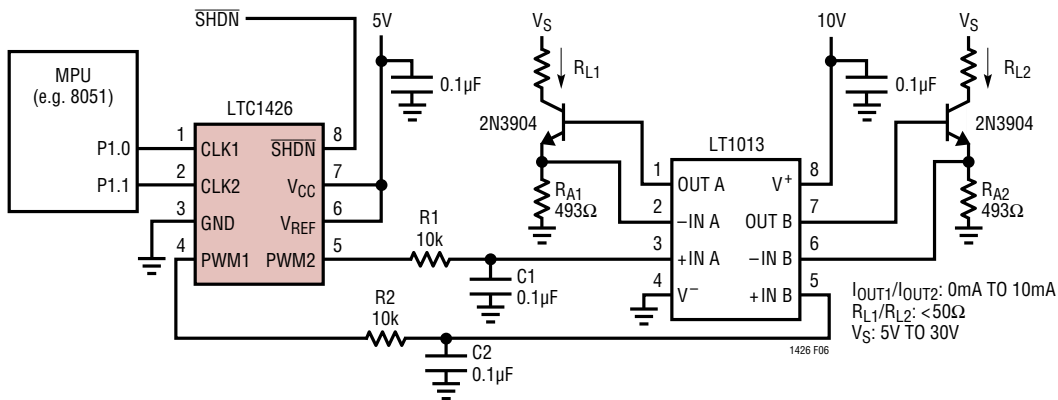 SHDN
5V
VS
10V
VS
MPU
(e.g. 8051)
0.1µF
RL1
0.1µF
RL2
LTC1426
2N3904
2N3904
LT1013
P1.0
1
CLK1
SHDN
8
P1.1
2
CLK2
VCC
7
3
GND
VREF
6
4
PWM1
PWM2
5
R1
10k
C1
0.1µF
R2
10k
C2
0.1µF
RA1
493Ω
1
OUT A
V+
8
2
–IN A
OUT B
7
3
+IN A
–IN B
6
4
V–
+IN B
5
RA2
493Ω
IOUT1/IOUT2: 0mA TO 10mA
RL1/RL2: <50Ω
VS: 5V TO 30V
1426 F06